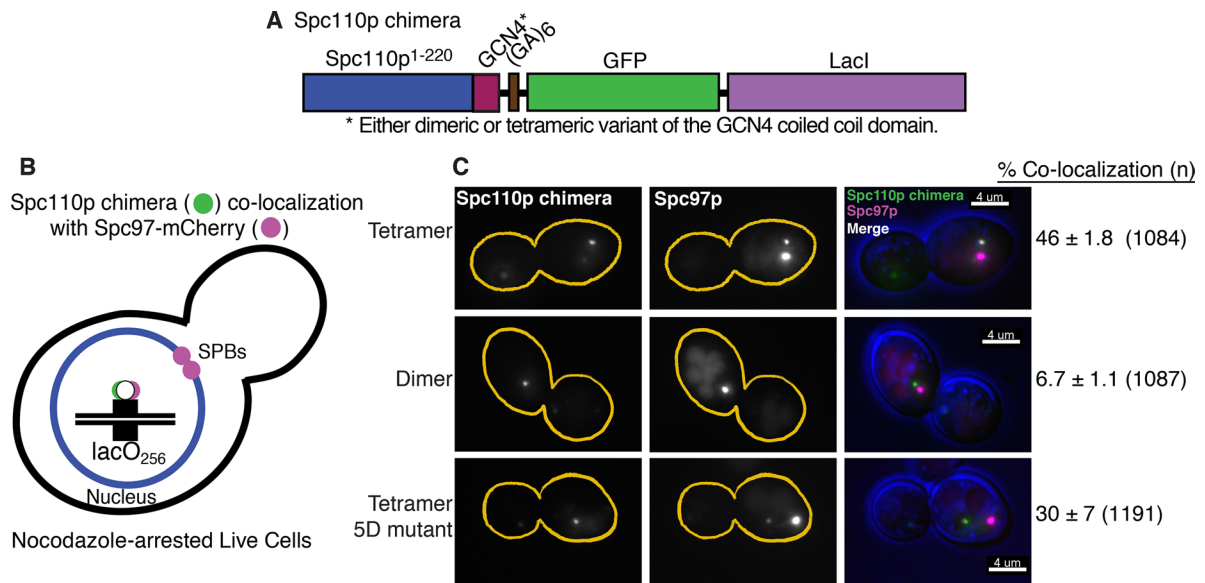 A Spc110p chimera
Spc110p1-220
GCN4*
(GA)6
GFP
LacI
* Either dimeric or tetrameric variant of the GCN4 coiled coil domain.
B
Spc110p chimera ( ) co-localization
with Spc97-mCherry ( )
SPBs
lacO256
Nucleus
Nocodazole-arrested Live Cells
C
% Co-localization (n)
Spc110p chimera
Spc97p
Spc110p chimera
Spc97p
Merge
4 um
Tetramer
46 ± 1.8 (1084)
4 um
Dimer
6.7 ± 1.1 (1087)
Tetramer
5D mutant
30 ± 7 (1191)
4 um